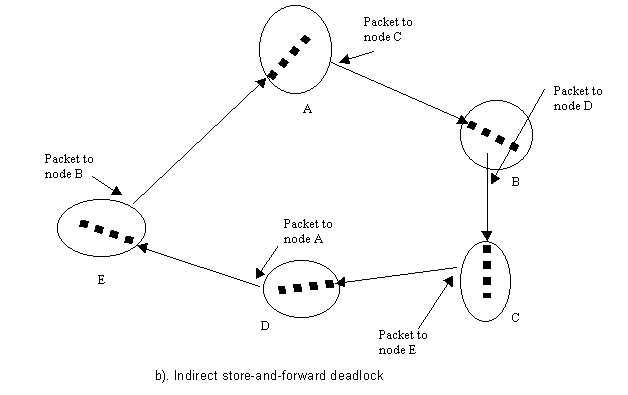 Packet to
node C
A
Packet to
node D
B
Packet to
node B
E
Packet to
node A
D
C
Packet to
node E
b). Indirect store-and-forward deadlock